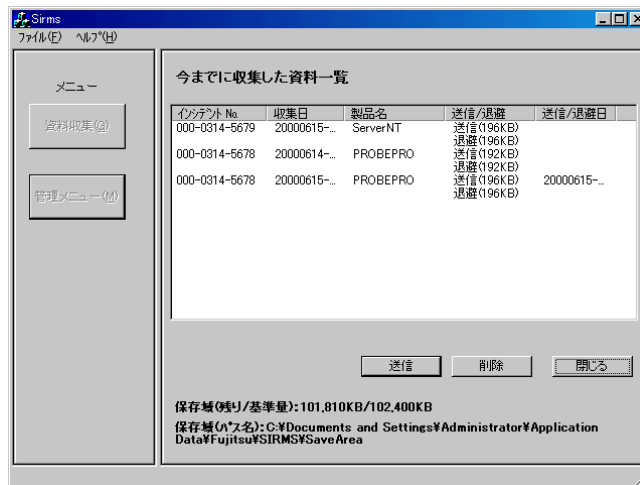 Sirms
ファイル(F) ヘルプ(H)
メニュー
資料収集(G)
管理メニュー(M)
今までに収集した資料一覧
インシデント No. 収集日 製品名 送信/退避 送信/退避日
000-0314-5679 20000615-... ServerNT 送信(196KB)
退避(196KB)
000-0314-5678 20000614-... PROBEPRO 送信(192KB)
退避(192KB)
000-0314-5678 20000615-... PROBEPRO 送信(196KB) 20000615-...
退避(196KB)
送信 削除 閉じる
保存域(残り/基準量):101,810KB/102,400KB
保存域(パス名):C:¥Documents and Settings¥Administrator¥Application
Data¥Fujitsu¥SIRMS¥SaveArea